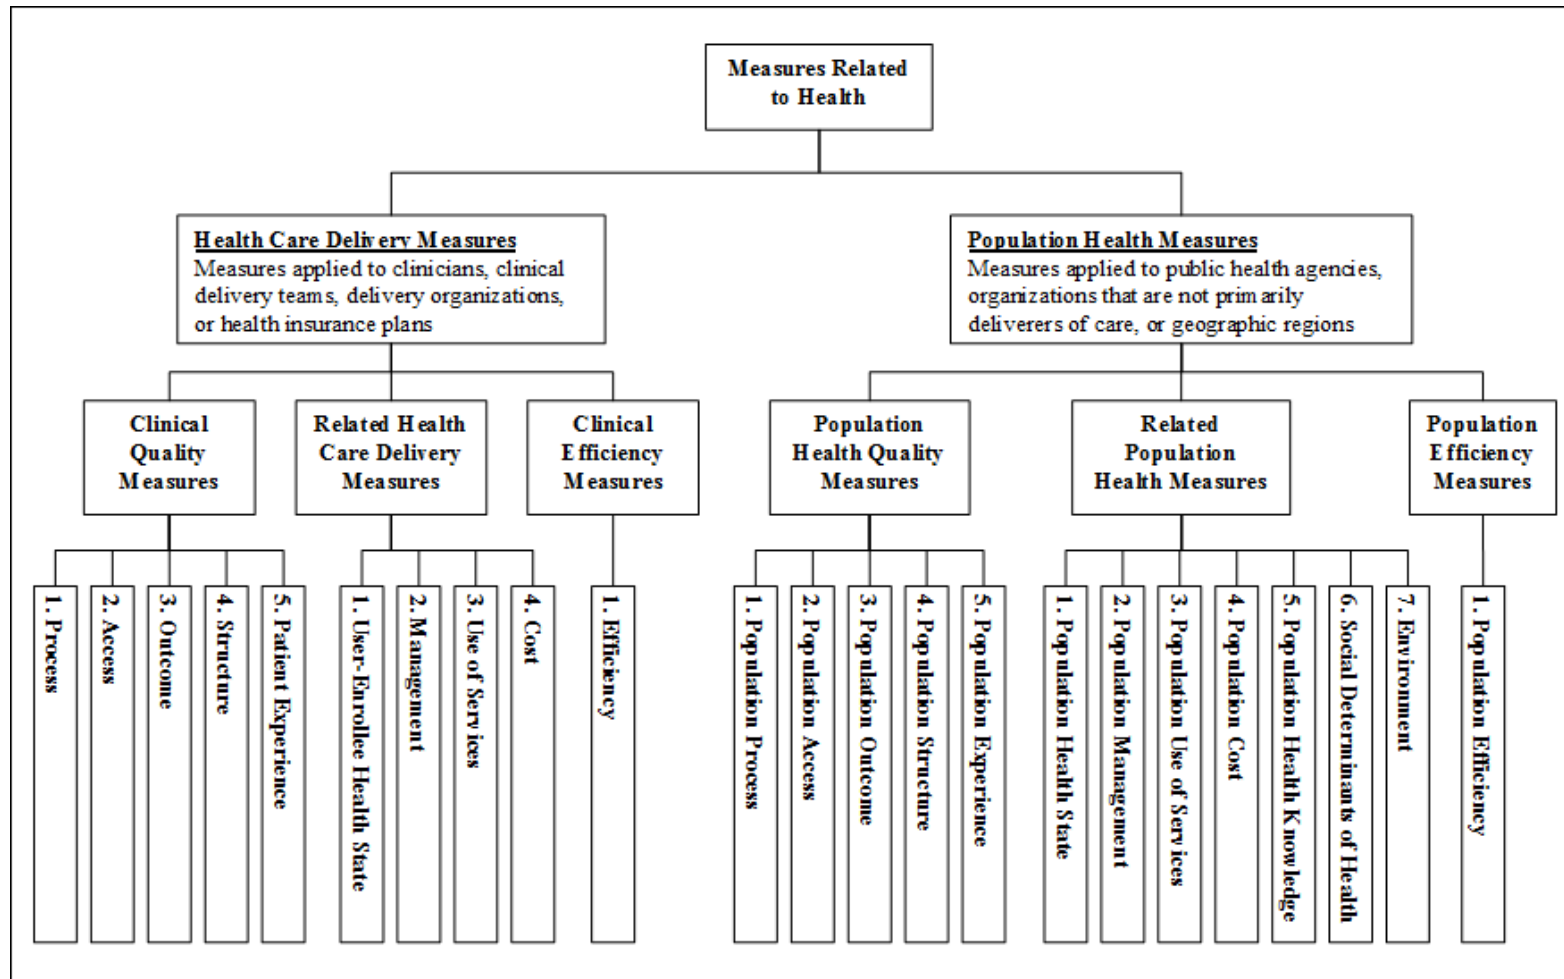 Measures Related
to Health
Health Care Delivery Measures
Measures applied to clinicians, clinical
delivery teams, delivery organizations,
or health insurance plans
Population Health Measures
Measures applied to public health agencies,
organizations that are not primarily
deliverers of care, or geographic regions
Clinical
Quality
Measures
Related Health
Care Delivery
Measures
Clinical
Efficiency
Measures
Population
Health Quality
Measures
Related
Population
Health Measures
Population
Efficiency
Measures
1. Process
2. Access
3. Outcome
4. Structure
5. Patient Experience
1. User-Enrollee Health State
2. Management
3. Use of Services
4. Cost
1. Efficiency
1. Population Process
2. Population Access
3. Population Outcome
4. Population Structure
5. Population Experience
1. Population Health State
2. Population Management
3. Population Use of Services
4. Population Cost
5. Population Health Knowledge
6. Social Determinants of Health
7. Environment
1. Population Efficiency